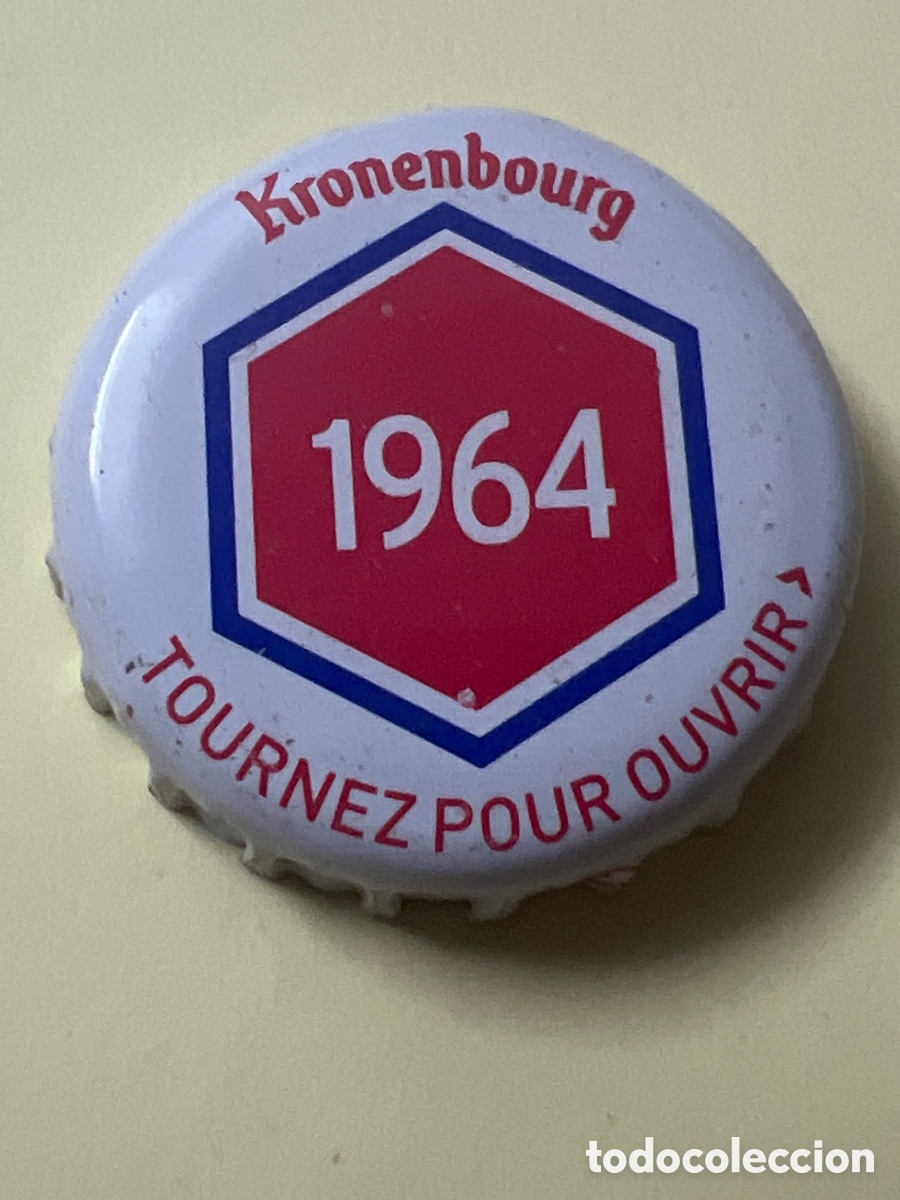 Kronenbourg
1964
TOURNEZ POUR OUVRIR >
todocoleccion